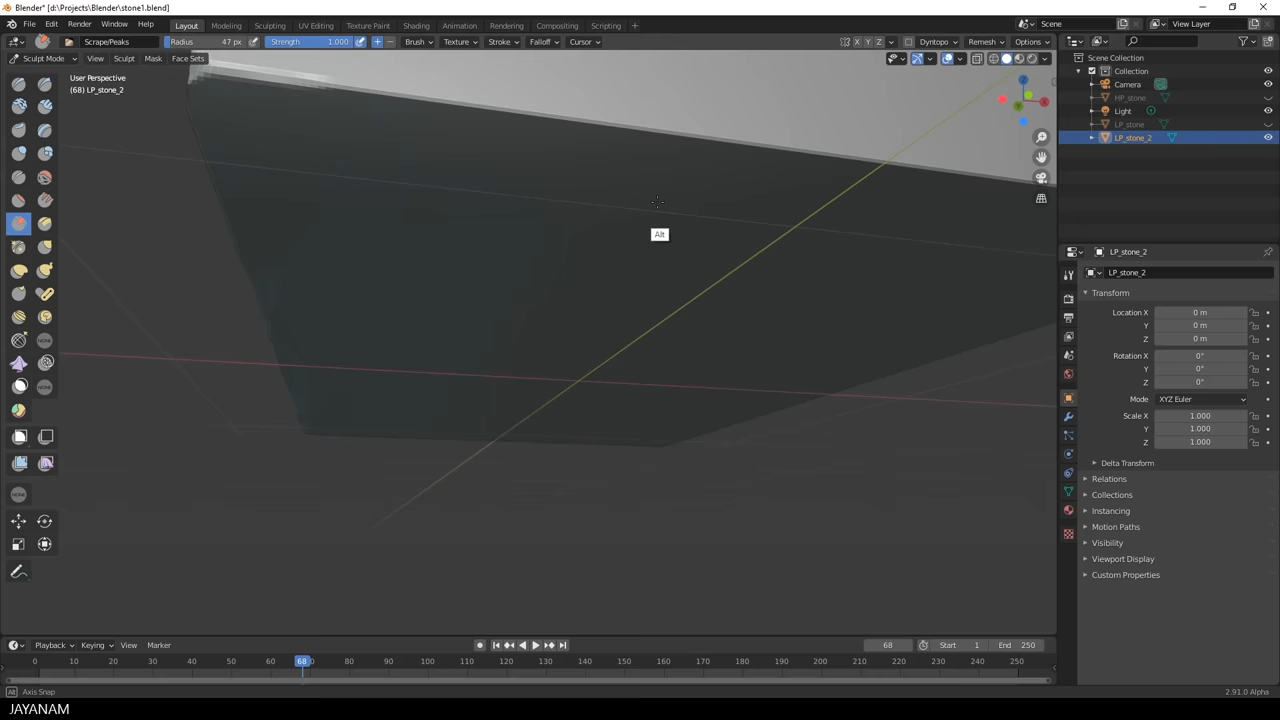 Blender* [d:\Projects\Blender\stone1.blend]
File Edit Render Window Help Layout Modeling Sculpting UV Editing Texture Paint Shading Animation Rendering Compositing Scripting Scene View Layer
Scrape/Peaks Radius 47 px Strength 1.000 Brush Texture Stroke Falloff Cursor X Y Z Dyntopo Remesh Options
Sculpt Mode View Sculpt Mask Face Sets
User Perspective
(68) LP_stone_2
Alt
NONE
NONE
NONE
Z
X
Y
Scene Collection
Collection
Camera
HP_stone
Light
LP_stone
LP_stone_2
LP_stone_2
LP_stone_2
Transform
Location X 0 m
Y 0 m
Z 0 m
Rotation X 0°
Y 0°
Z 0°
Mode XYZ Euler
Scale X 1.000
Y 1.000
Z 1.000
Delta Transform
Relations
Collections
Instancing
Motion Paths
Visibility
Viewport Display
Custom Properties
Playback Keying View Marker 68 Start 1 End 250
0 10 20 30 40 50 60 68 70 80 90 100 110 120 130 140 150 160 170 180 190 200 210 220 230 240 250
Alt Axis Snap 2.91.0 Alpha
JAYANAM